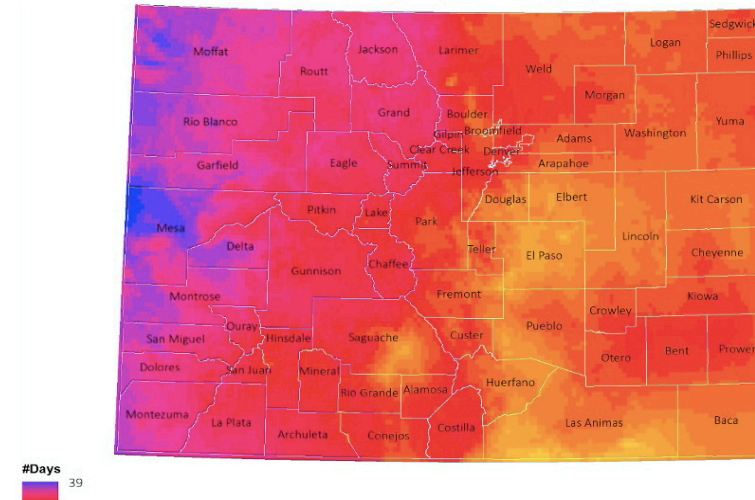 Sedgwick
Moffat
Jackson
Larimer
Logan
Phillips
Routt
Weld
Morgan
Grand
Boulder
Rio Blanco
Yuma
Gilpin
Broomfield
Washington
Adams
Clear Creek
Denver
Garfield
Eagle
Summit
Arapahoe
Jefferson
Douglas
Elbert
Kit Carson
Pitkin
Lake
Park
Mesa
Lincoln
Delta
Teller
El Paso
Cheyenne
Chaffee
Gunnison
Montrose
Fremont
Kiowa
Crowley
Ouray
Pueblo
San Miguel
Hinsdale
Saguache
Custer
Otero
Bent
Prower
Dolores
San Juan
Mineral
Huerfano
Rio Grande
Alamosa
Montezuma
La Plata
Las Animas
Baca
Costilla
Archuleta
Conejos
#Days
39